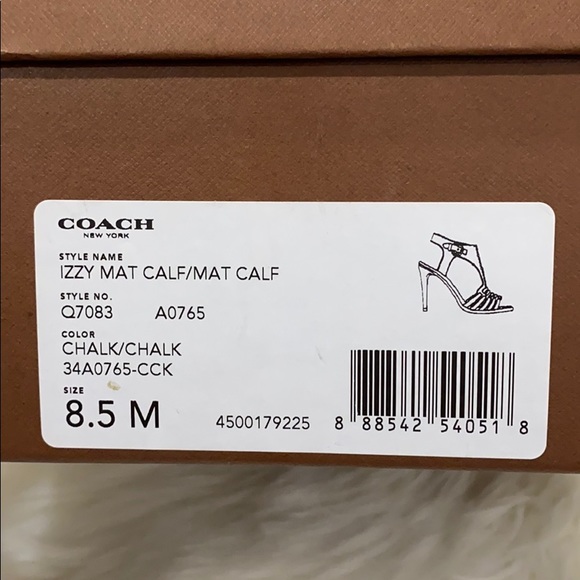 COACH
NEW YORK
STYLE NAME
IZZY MAT CALF/MAT CALF
STYLE NO.
Q7083 A0765
COLOR
CHALK/CHALK
34A0765-CCK
SIZE
8.5 M
4500179225
8 88542 54051 8